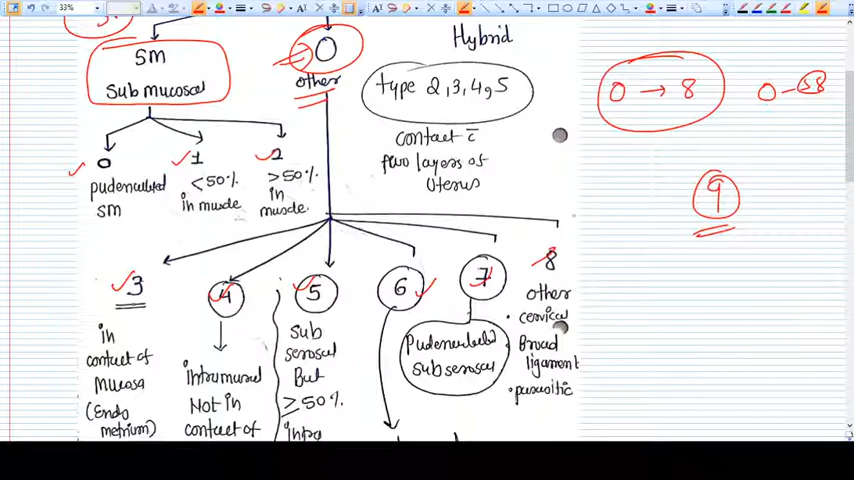 33%
SM
Sub mucosal
0
other
Hybrid
type 2,3,4,5
contact c̄
two layers of
Uterus
0 → 8
0 - 8
9
0
pudenculated
SM
1
<50%
in muscle
2
>50%
in
muscle.
3
in
contact of
Mucosa
(Endo
metrium)
4
intramural
Not in
contact of
5
Sub
serosal
But
≥50%
intra
6
7
Pudenculated
subserosal
8
other
• cervical
• Broad
ligament
• parasitic